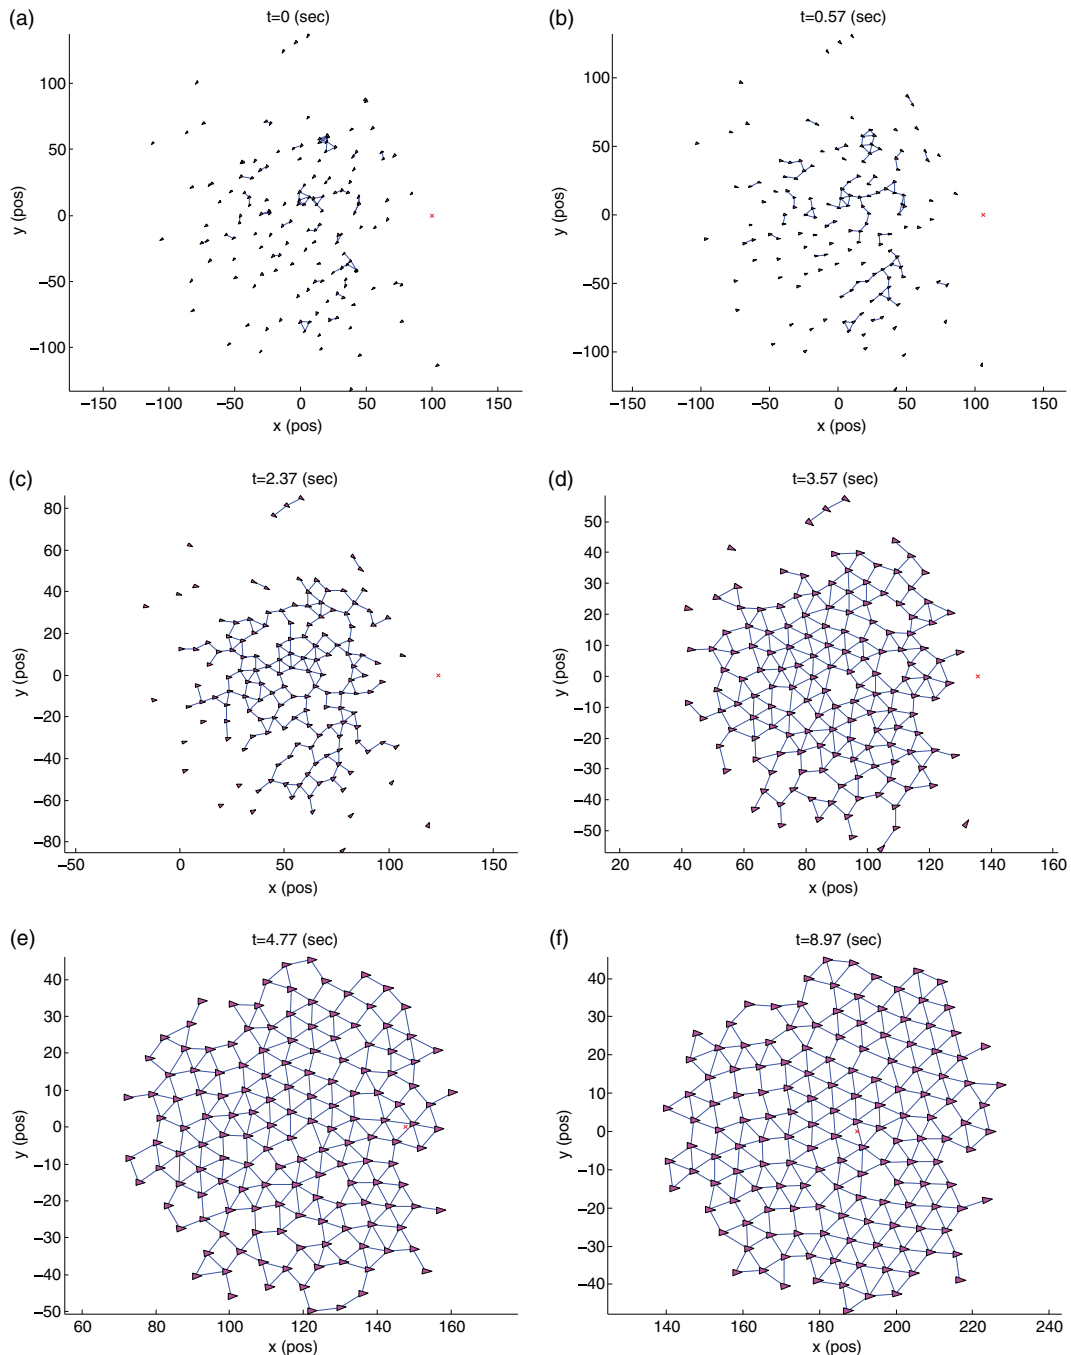 (a)
t=0 (sec)
100
50
0
−50
−100
y (pos)
−150 −100 −50 0 50 100 150
x (pos)
(b)
t=0.57 (sec)
100
50
0
−50
−100
y (pos)
−150 −100 −50 0 50 100 150
x (pos)
(c)
t=2.37 (sec)
80
60
40
20
0
−20
−40
−60
−80
y (pos)
−50 0 50 100 150
x (pos)
(d)
t=3.57 (sec)
50
40
30
20
10
0
−10
−20
−30
−40
−50
y (pos)
20 40 60 80 100 120 140 160
x (pos)
(e)
t=4.77 (sec)
40
30
20
10
0
−10
−20
−30
−40
−50
y (pos)
60 80 100 120 140 160
x (pos)
(f)
t=8.97 (sec)
40
30
20
10
0
−10
−20
−30
−40
y (pos)
140 160 180 200 220 240
x (pos)